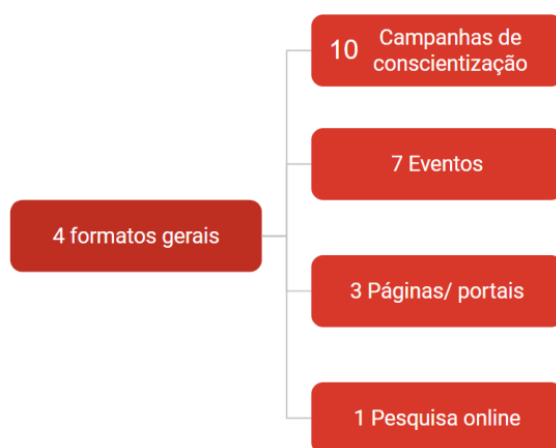 10 Campanhas de
conscientização
7 Eventos
4 formatos gerais
3 Páginas/ portais
1 Pesquisa online